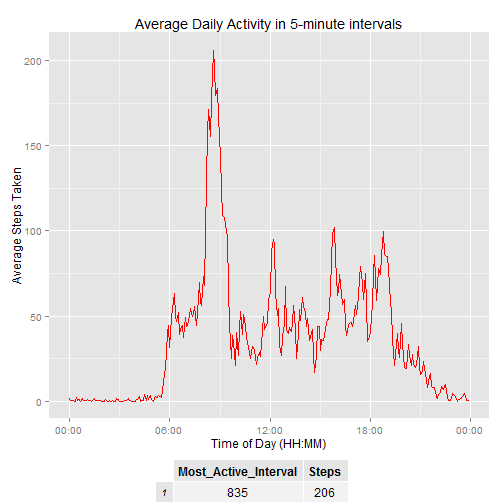 Average Daily Activity in 5-minute intervals
200
150
100
50
0
Average Steps Taken
00:00 06:00 12:00 18:00 00:00
Time of Day (HH:MM)
Most_Active_Interval Steps
1 835 206